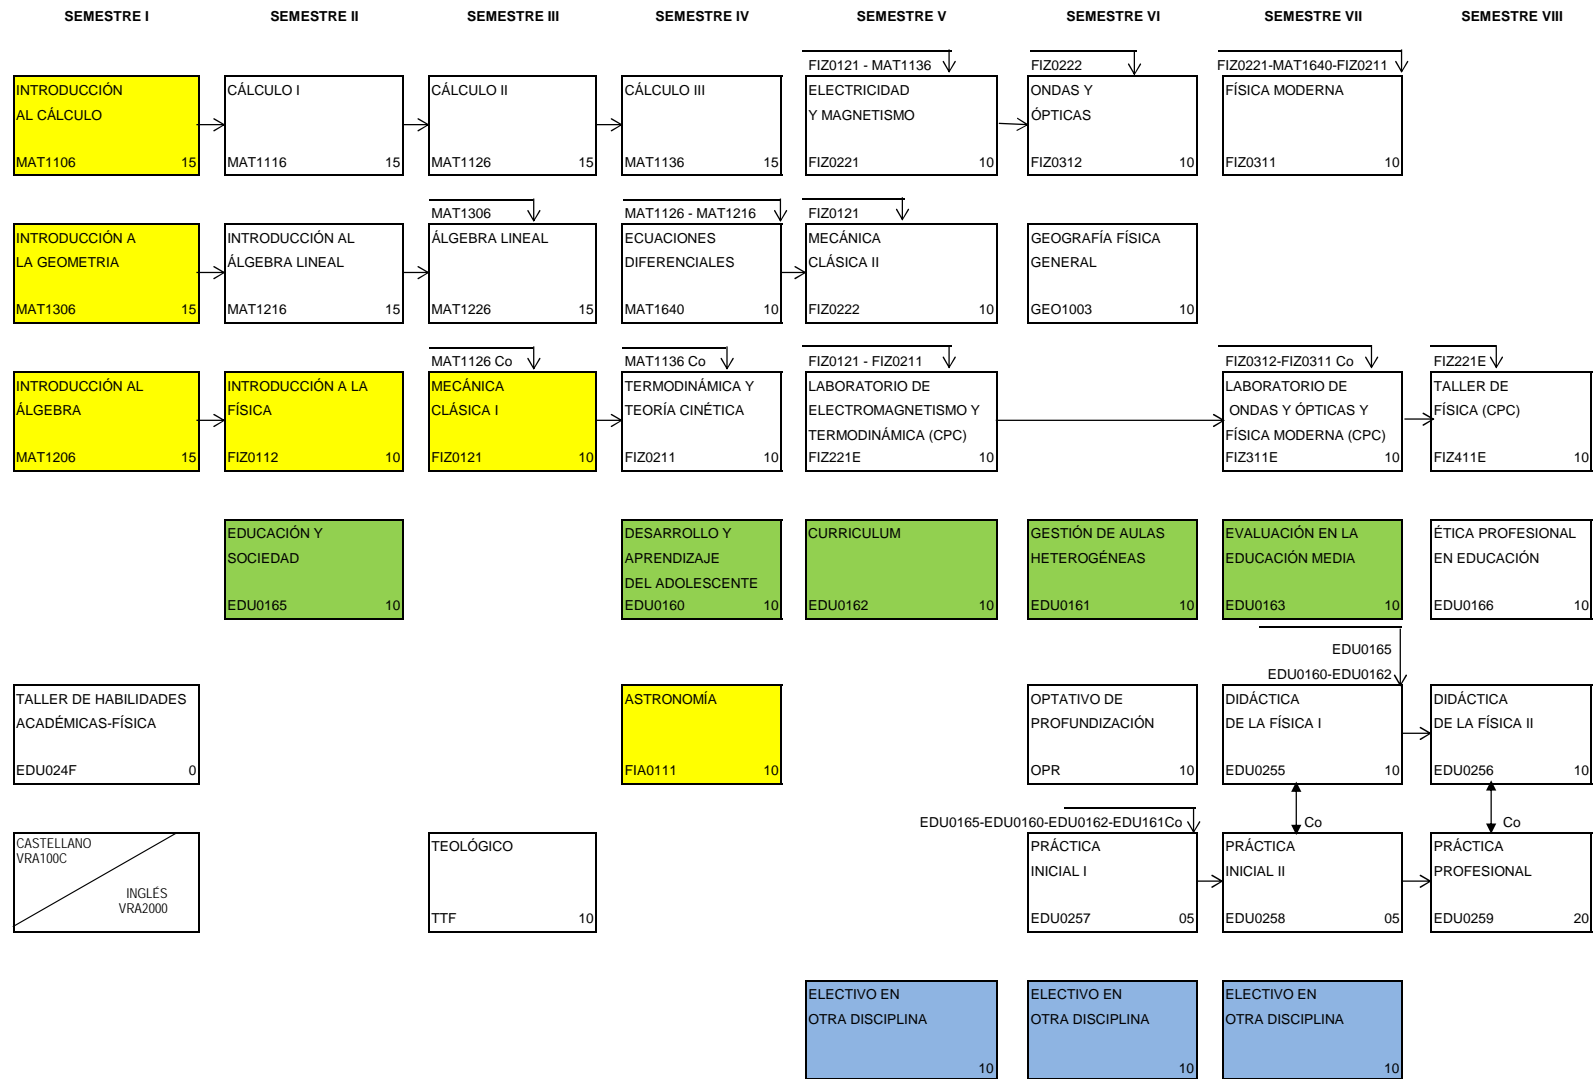 SEMESTRE I SEMESTRE II SEMESTRE III SEMESTRE IV SEMESTRE V SEMESTRE VI SEMESTRE VII SEMESTRE VIII
FIZ0121 - MAT1136 FIZ0222 FIZ0221-MAT1640-FIZ0211
INTRODUCCIÓN CÁLCULO I CÁLCULO II CÁLCULO III ELECTRICIDAD ONDAS Y FÍSICA MODERNA
AL CÁLCULO Y MAGNETISMO ÓPTICAS
MAT1106 15 MAT1116 15 MAT1126 15 MAT1136 15 FIZ0221 10 FIZ0312 10 FIZ0311 10
MAT1306 MAT1126 - MAT1216 FIZ0121
INTRODUCCIÓN A INTRODUCCIÓN AL ÁLGEBRA LINEAL ECUACIONES MECÁNICA GEOGRAFÍA FÍSICA
LA GEOMETRIA ÁLGEBRA LINEAL DIFERENCIALES CLÁSICA II GENERAL
MAT1306 15 MAT1216 15 MAT1226 15 MAT1640 10 FIZ0222 10 GEO1003 10
MAT1126 Co MAT1136 Co FIZ0121 - FIZ0211 FIZ0312-FIZ0311 Co FIZ221E
INTRODUCCIÓN AL INTRODUCCIÓN A LA MECÁNICA TERMODINÁMICA Y LABORATORIO DE LABORATORIO DE TALLER DE
ÁLGEBRA FÍSICA CLÁSICA I TEORÍA CINÉTICA ELECTROMAGNETISMO Y ONDAS Y ÓPTICAS Y FÍSICA (CPC)
TERMODINÁMICA (CPC) FÍSICA MODERNA (CPC)
MAT1206 15 FIZ0112 10 FIZ0121 10 FIZ0211 10 FIZ221E 10 FIZ311E 10 FIZ411E 10
EDUCACIÓN Y DESARROLLO Y CURRICULUM GESTIÓN DE AULAS EVALUACIÓN EN LA ÉTICA PROFESIONAL
SOCIEDAD APRENDIZAJE HETEROGÉNEAS EDUCACIÓN MEDIA EN EDUCACIÓN
DEL ADOLESCENTE
EDU0165 10 EDU0160 10 EDU0162 10 EDU0161 10 EDU0163 10 EDU0166 10
EDU0165
EDU0160-EDU0162
TALLER DE HABILIDADES ASTRONOMÍA OPTATIVO DE DIDÁCTICA DIDÁCTICA
ACADÉMICAS-FÍSICA PROFUNDIZACIÓN DE LA FÍSICA I DE LA FÍSICA II
EDU024F 0 FIA0111 10 OPR 10 EDU0255 10 EDU0256 10
EDU0165-EDU0160-EDU0162-EDU161Co Co Co
CASTELLANO TEOLÓGICO PRÁCTICA PRÁCTICA PRÁCTICA
VRA100C INICIAL I INICIAL II PROFESIONAL
INGLÉS
VRA2000
TTF 10 EDU0257 05 EDU0258 05 EDU0259 20
ELECTIVO EN ELECTIVO EN ELECTIVO EN
OTRA DISCIPLINA OTRA DISCIPLINA OTRA DISCIPLINA
10 10 10